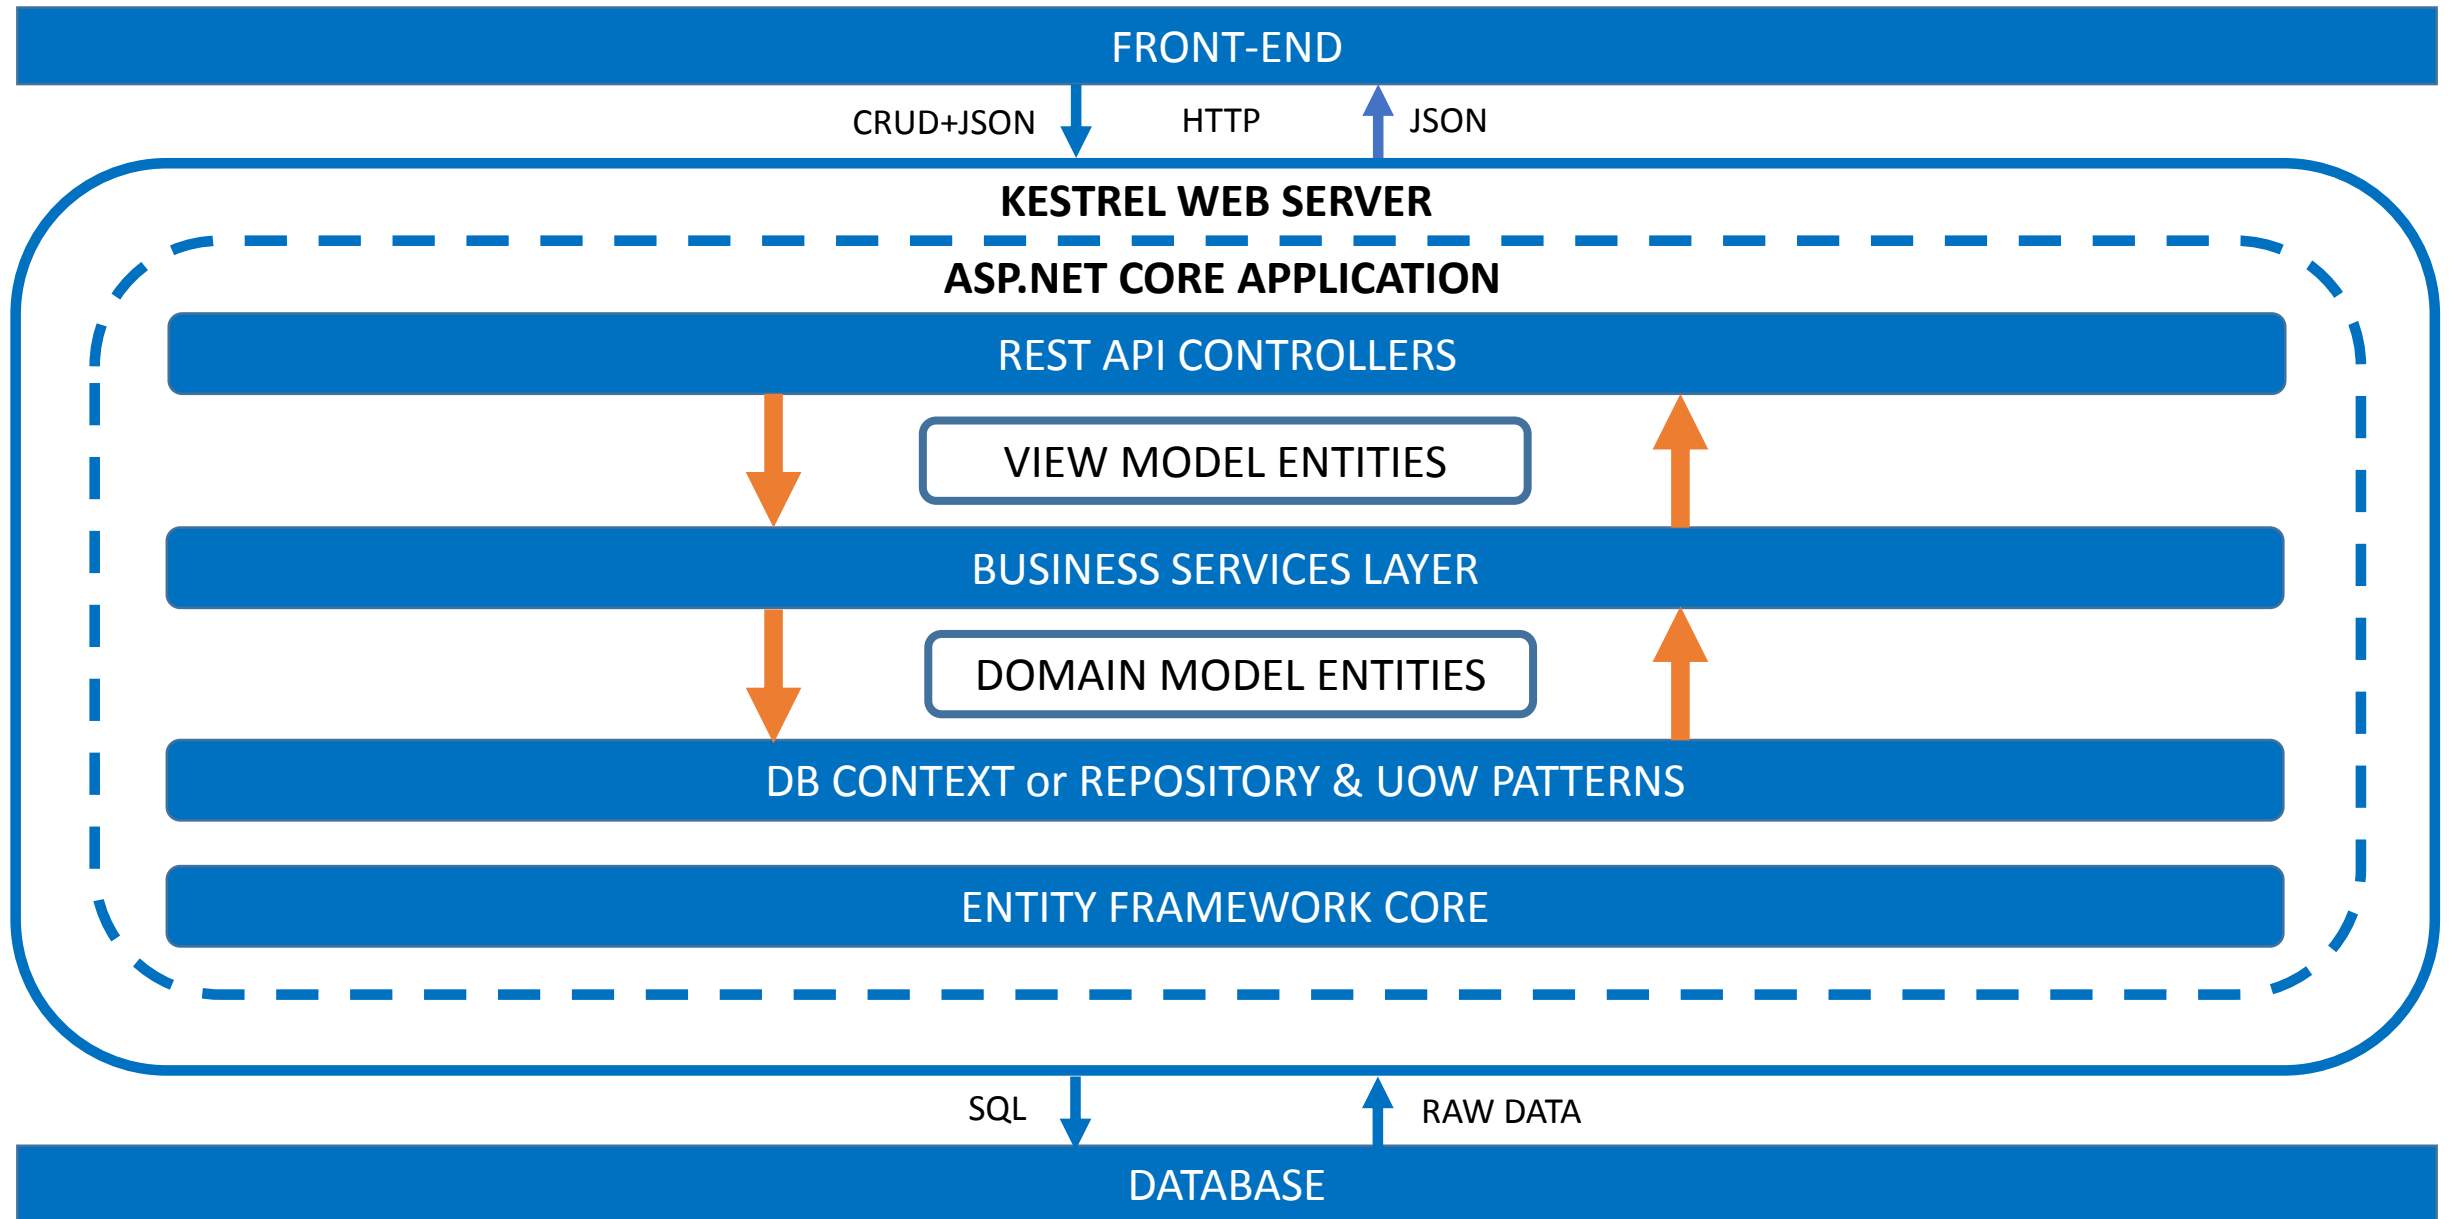 FRONT-END
CRUD+JSON HTTP JSON
KESTREL WEB SERVER
ASP.NET CORE APPLICATION
REST API CONTROLLERS
VIEW MODEL ENTITIES
BUSINESS SERVICES LAYER
DOMAIN MODEL ENTITIES
DB CONTEXT or REPOSITORY & UOW PATTERNS
ENTITY FRAMEWORK CORE
SQL RAW DATA
DATABASE